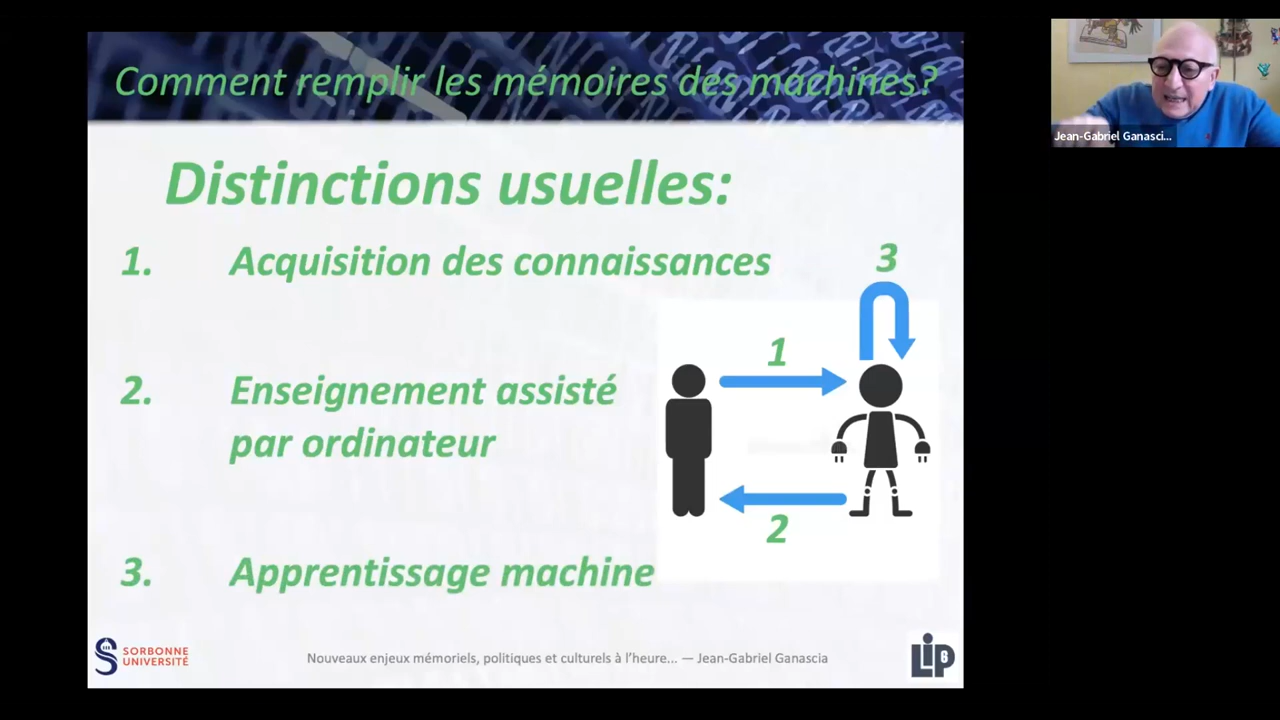 Comment remplir les mémoires des machines?
Jean-Gabriel Ganasci...
Distinctions usuelles:
1. Acquisition des connaissances
3
1
2. Enseignement assisté
par ordinateur
2
3. Apprentissage machine
SORBONNE
UNIVERSITÉ
Nouveaux enjeux mémoriels, politiques et culturels à l'heure... — Jean-Gabriel Ganascia
LIP6